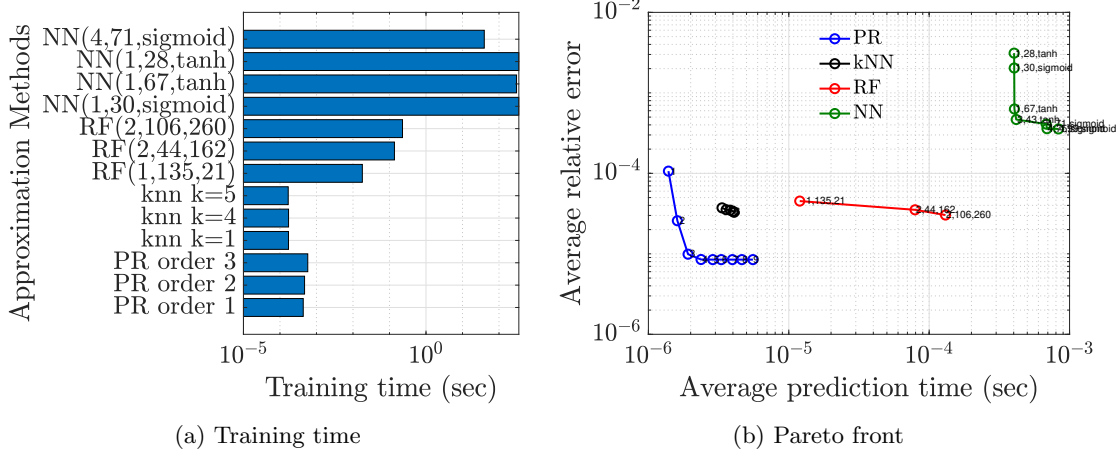 Approximation Methods
NN(4,71,sigmoid)
NN(1,28,tanh)
NN(1,67,tanh)
NN(1,30,sigmoid)
RF(2,106,260)
RF(2,44,162)
RF(1,135,21)
knn k=5
knn k=4
knn k=1
PR order 3
PR order 2
PR order 1
10^-5
10^0
Training time (sec)
(a) Training time
Average relative error
10^-2
10^-4
10^-6
PR
kNN
RF
NN
1,28,tanh
1,30,sigmoid
1,67,tanh
1,135,21
2,44,162
2,106,260
2
10^-6
10^-5
10^-4
10^-3
Average prediction time (sec)
(b) Pareto front